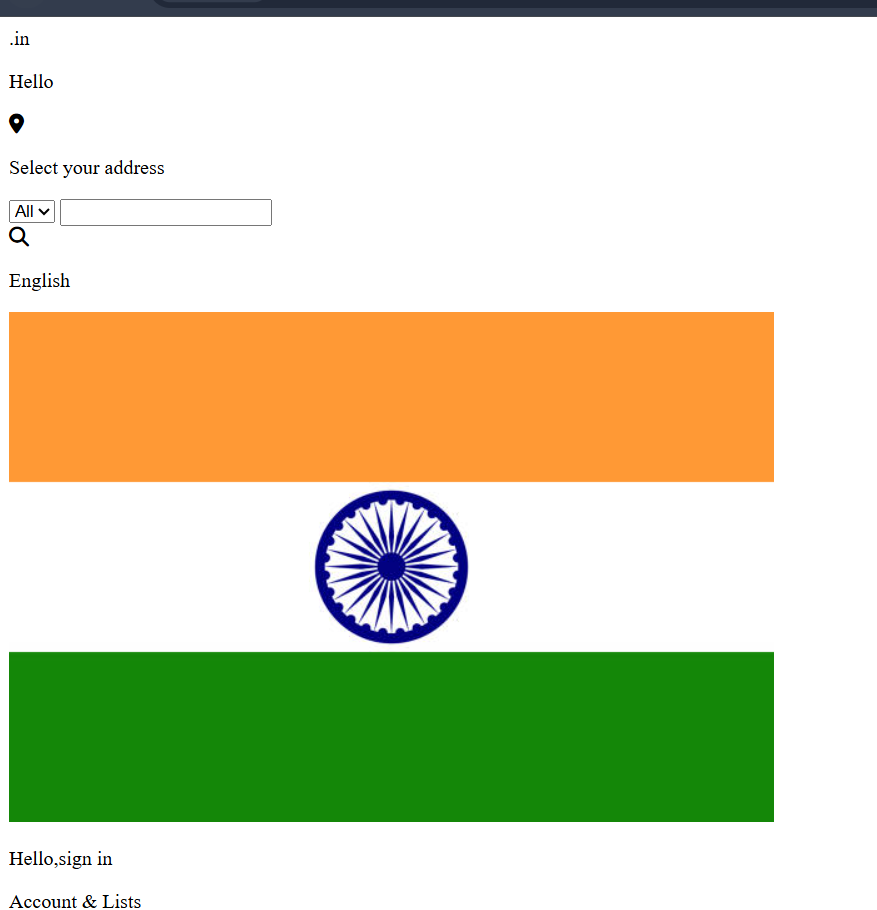 .in
Hello
Select your address
All
English
Hello,sign in
Account & Lists